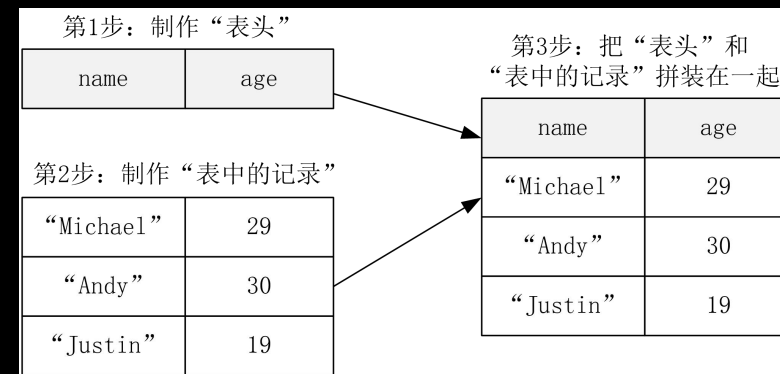 第1步：制作“表头”
name age
第2步：制作“表中的记录”
“Michael” 29
“Andy” 30
“Justin” 19
第3步：把“表头”和
“表中的记录”拼装在一起
name age
“Michael” 29
“Andy” 30
“Justin” 19